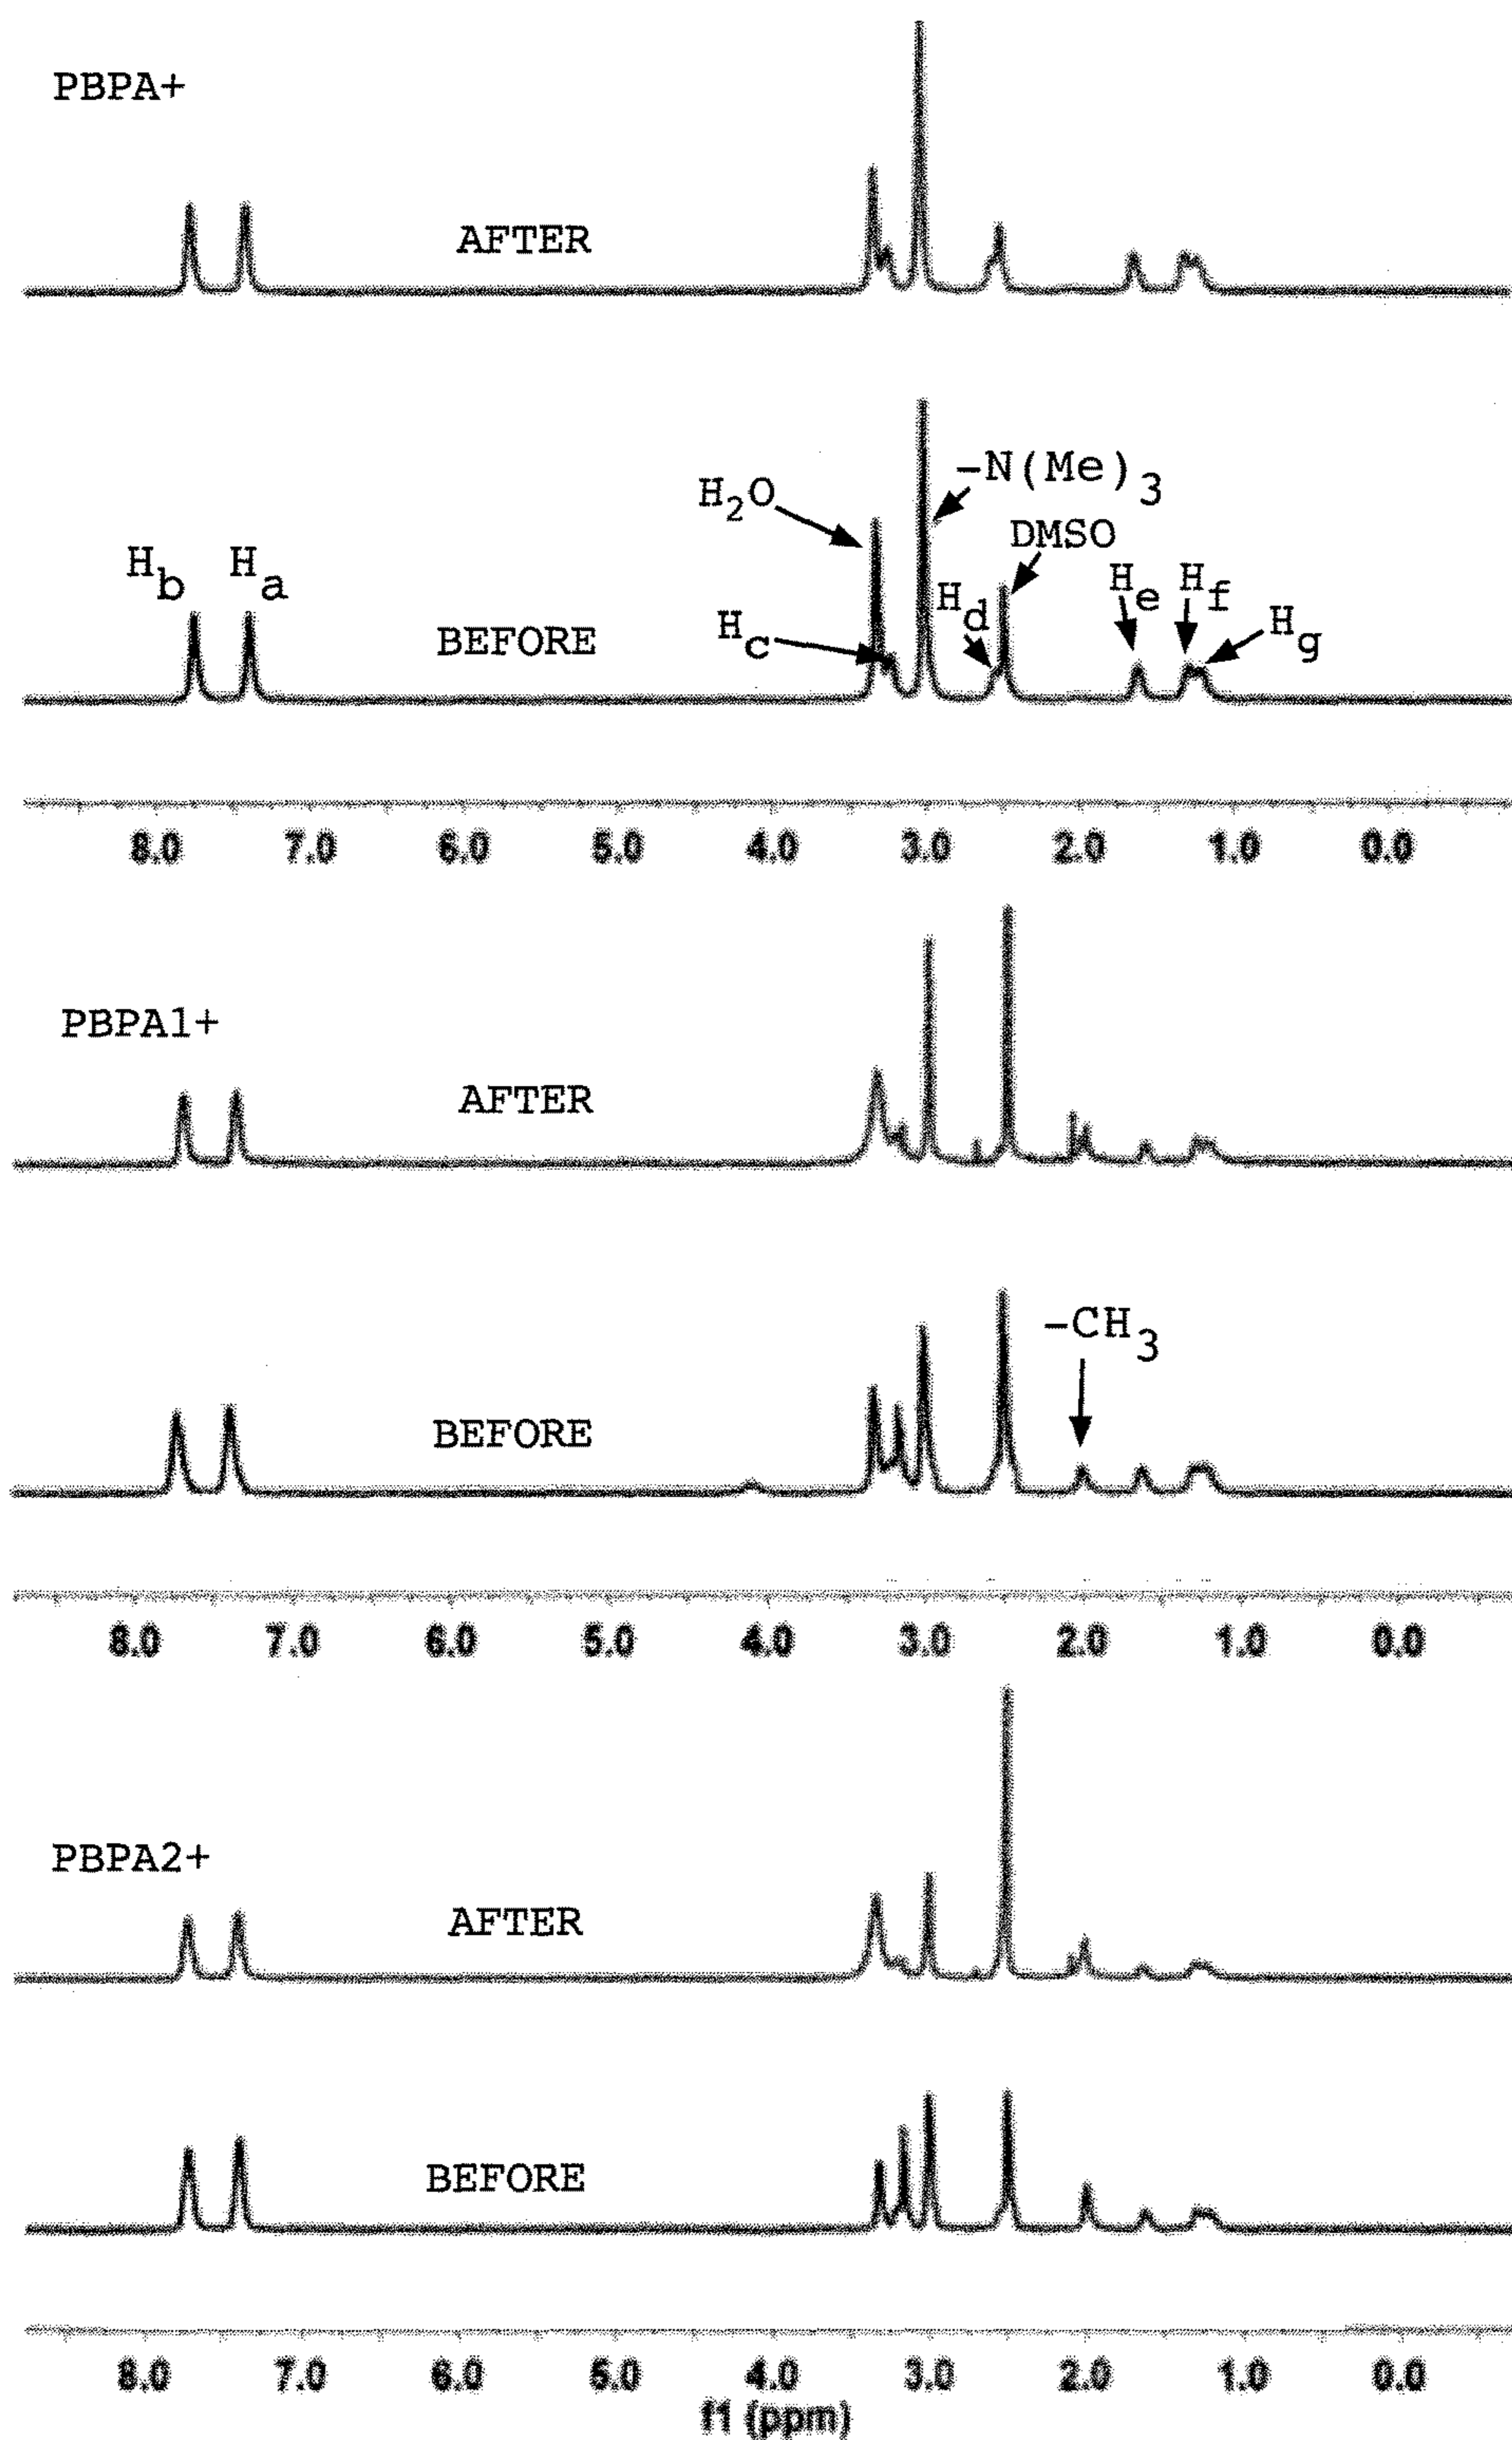 PBPA+
AFTER
-N(Me)3
H2O
DMSO
Hb Ha Hd He Hf
Hc Hg
BEFORE
8.0 7.0 6.0 5.0 4.0 3.0 2.0 1.0 0.0
PBPA1+
AFTER
-CH3
BEFORE
8.0 7.0 6.0 5.0 4.0 3.0 2.0 1.0 0.0
PBPA2+
AFTER
BEFORE
8.0 7.0 6.0 5.0 4.0 3.0 2.0 1.0 0.0
f1 (ppm)